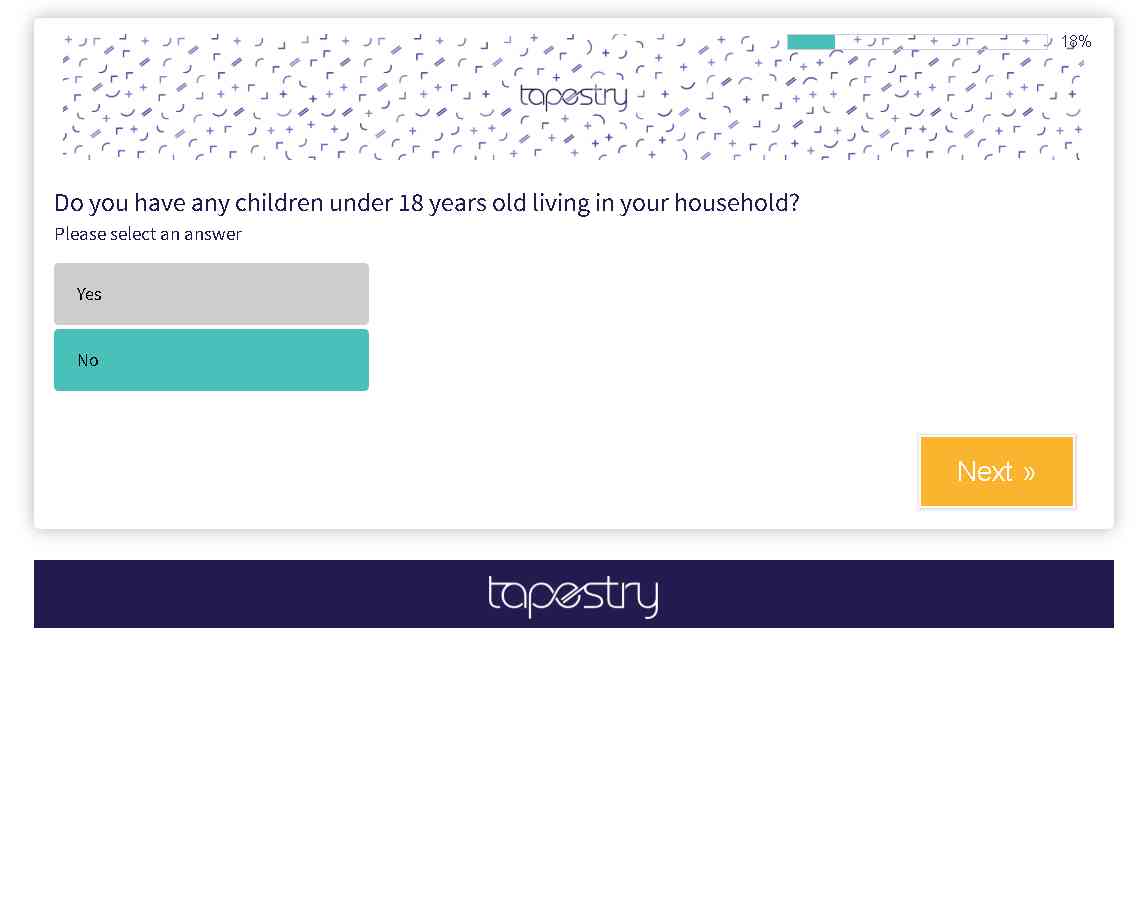 18%
tapestry
Do you have any children under 18 years old living in your household?
Please select an answer
Yes
No
Next »
tapestry